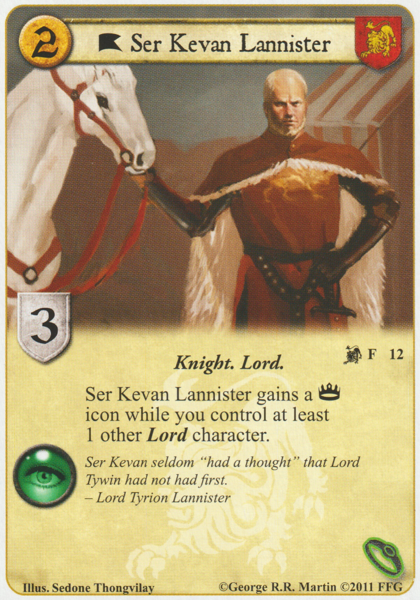 2
Ser Kevan Lannister
3
Knight. Lord.
F 12
Ser Kevan Lannister gains a
icon while you control at least
1 other Lord character.
Ser Kevan seldom “had a thought” that Lord
Tywin had not had first.
– Lord Tyrion Lannister
Illus. Sedone Thongvilay
©George R.R. Martin ©2011 FFG